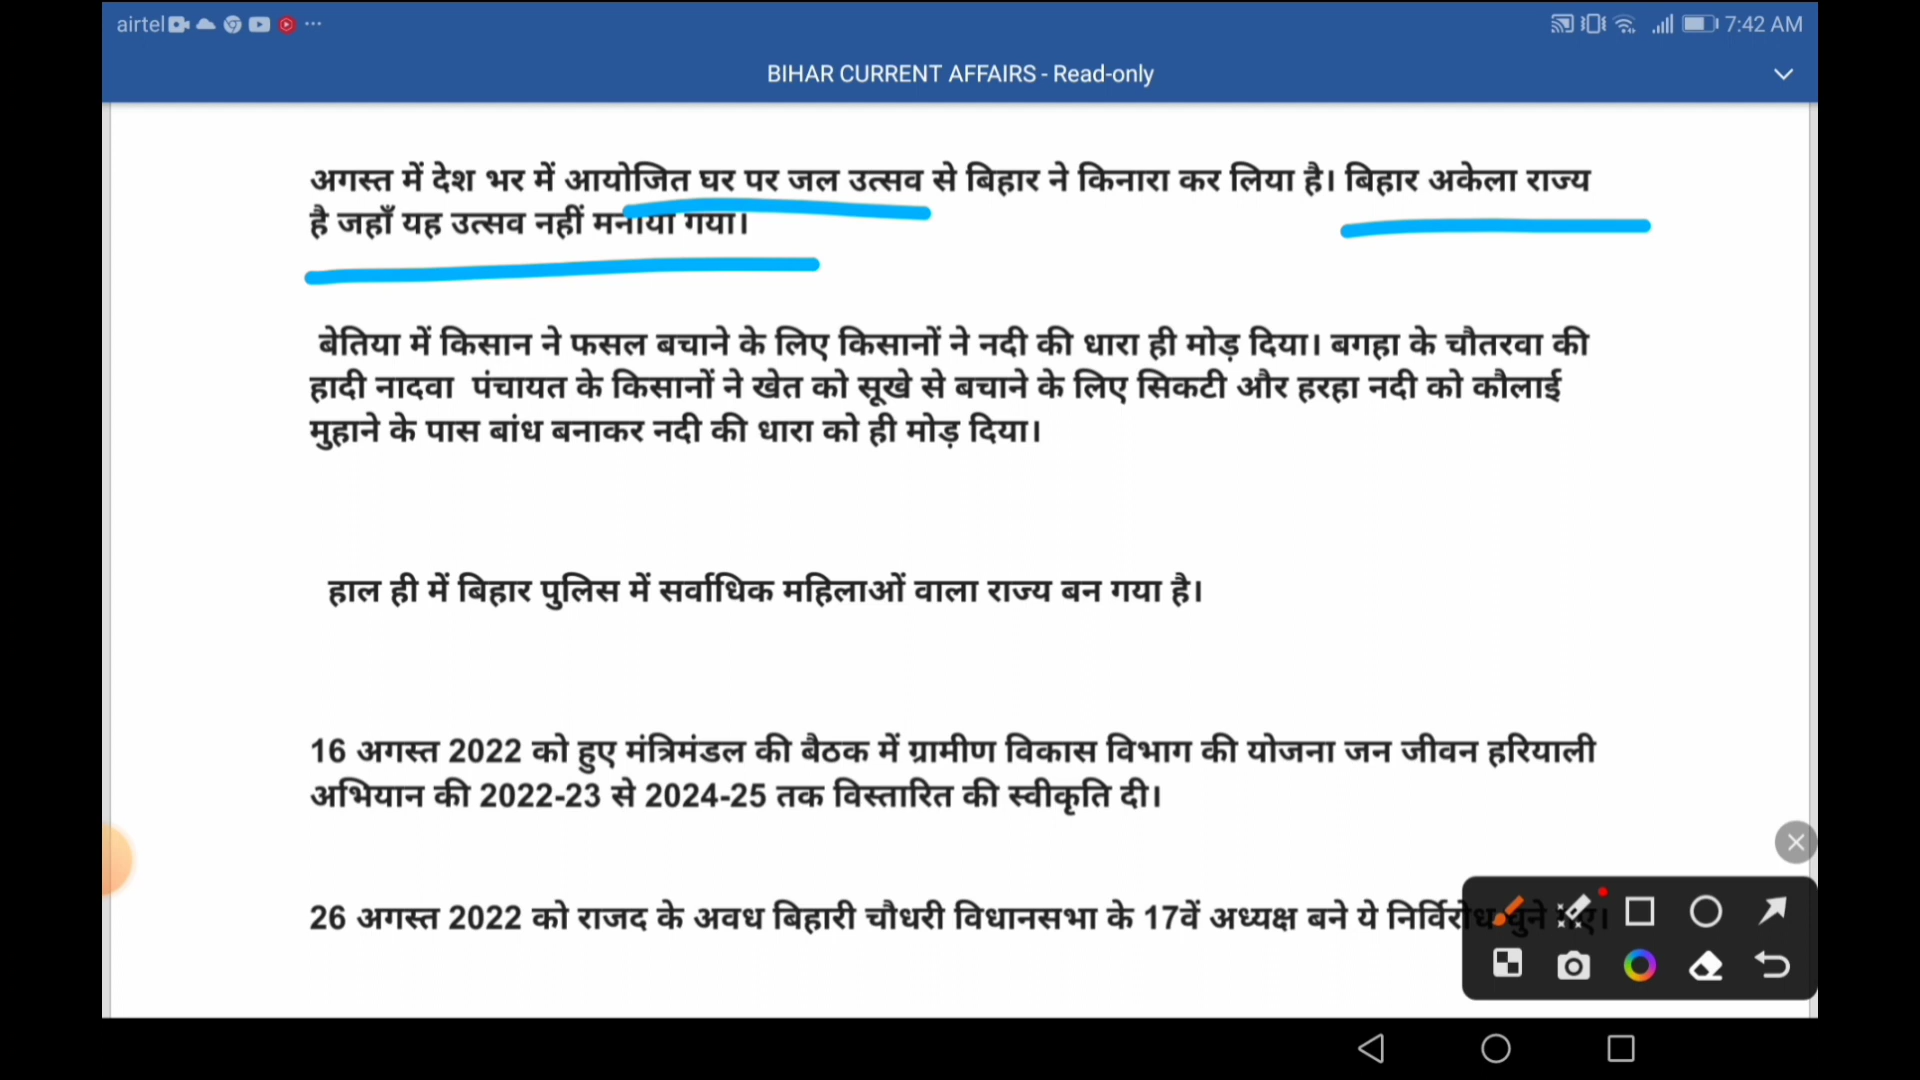 airtel
7:42 AM
BIHAR CURRENT AFFAIRS - Read-only
अगस्त में देश भर में आयोजित घर पर जल उत्सव से बिहार ने किनारा कर लिया है। बिहार अकेला राज्य
है जहाँ यह उत्सव नहीं मनाया गया।
बेतिया में किसान ने फसल बचाने के लिए किसानों ने नदी की धारा ही मोड़ दिया। बगहा के चौतरवा की
हादी नादवा पंचायत के किसानों ने खेत को सूखे से बचाने के लिए सिकटी और हरहा नदी को कौलाई
मुहाने के पास बांध बनाकर नदी की धारा को ही मोड़ दिया।
हाल ही में बिहार पुलिस में सर्वाधिक महिलाओं वाला राज्य बन गया है।
16 अगस्त 2022 को हुए मंत्रिमंडल की बैठक में ग्रामीण विकास विभाग की योजना जन जीवन हरियाली
अभियान की 2022-23 से 2024-25 तक विस्तारित की स्वीकृति दी।
26 अगस्त 2022 को राजद के अवध बिहारी चौधरी विधानसभा के 17वें अध्यक्ष बने ये निर्विरोध चुने गए।